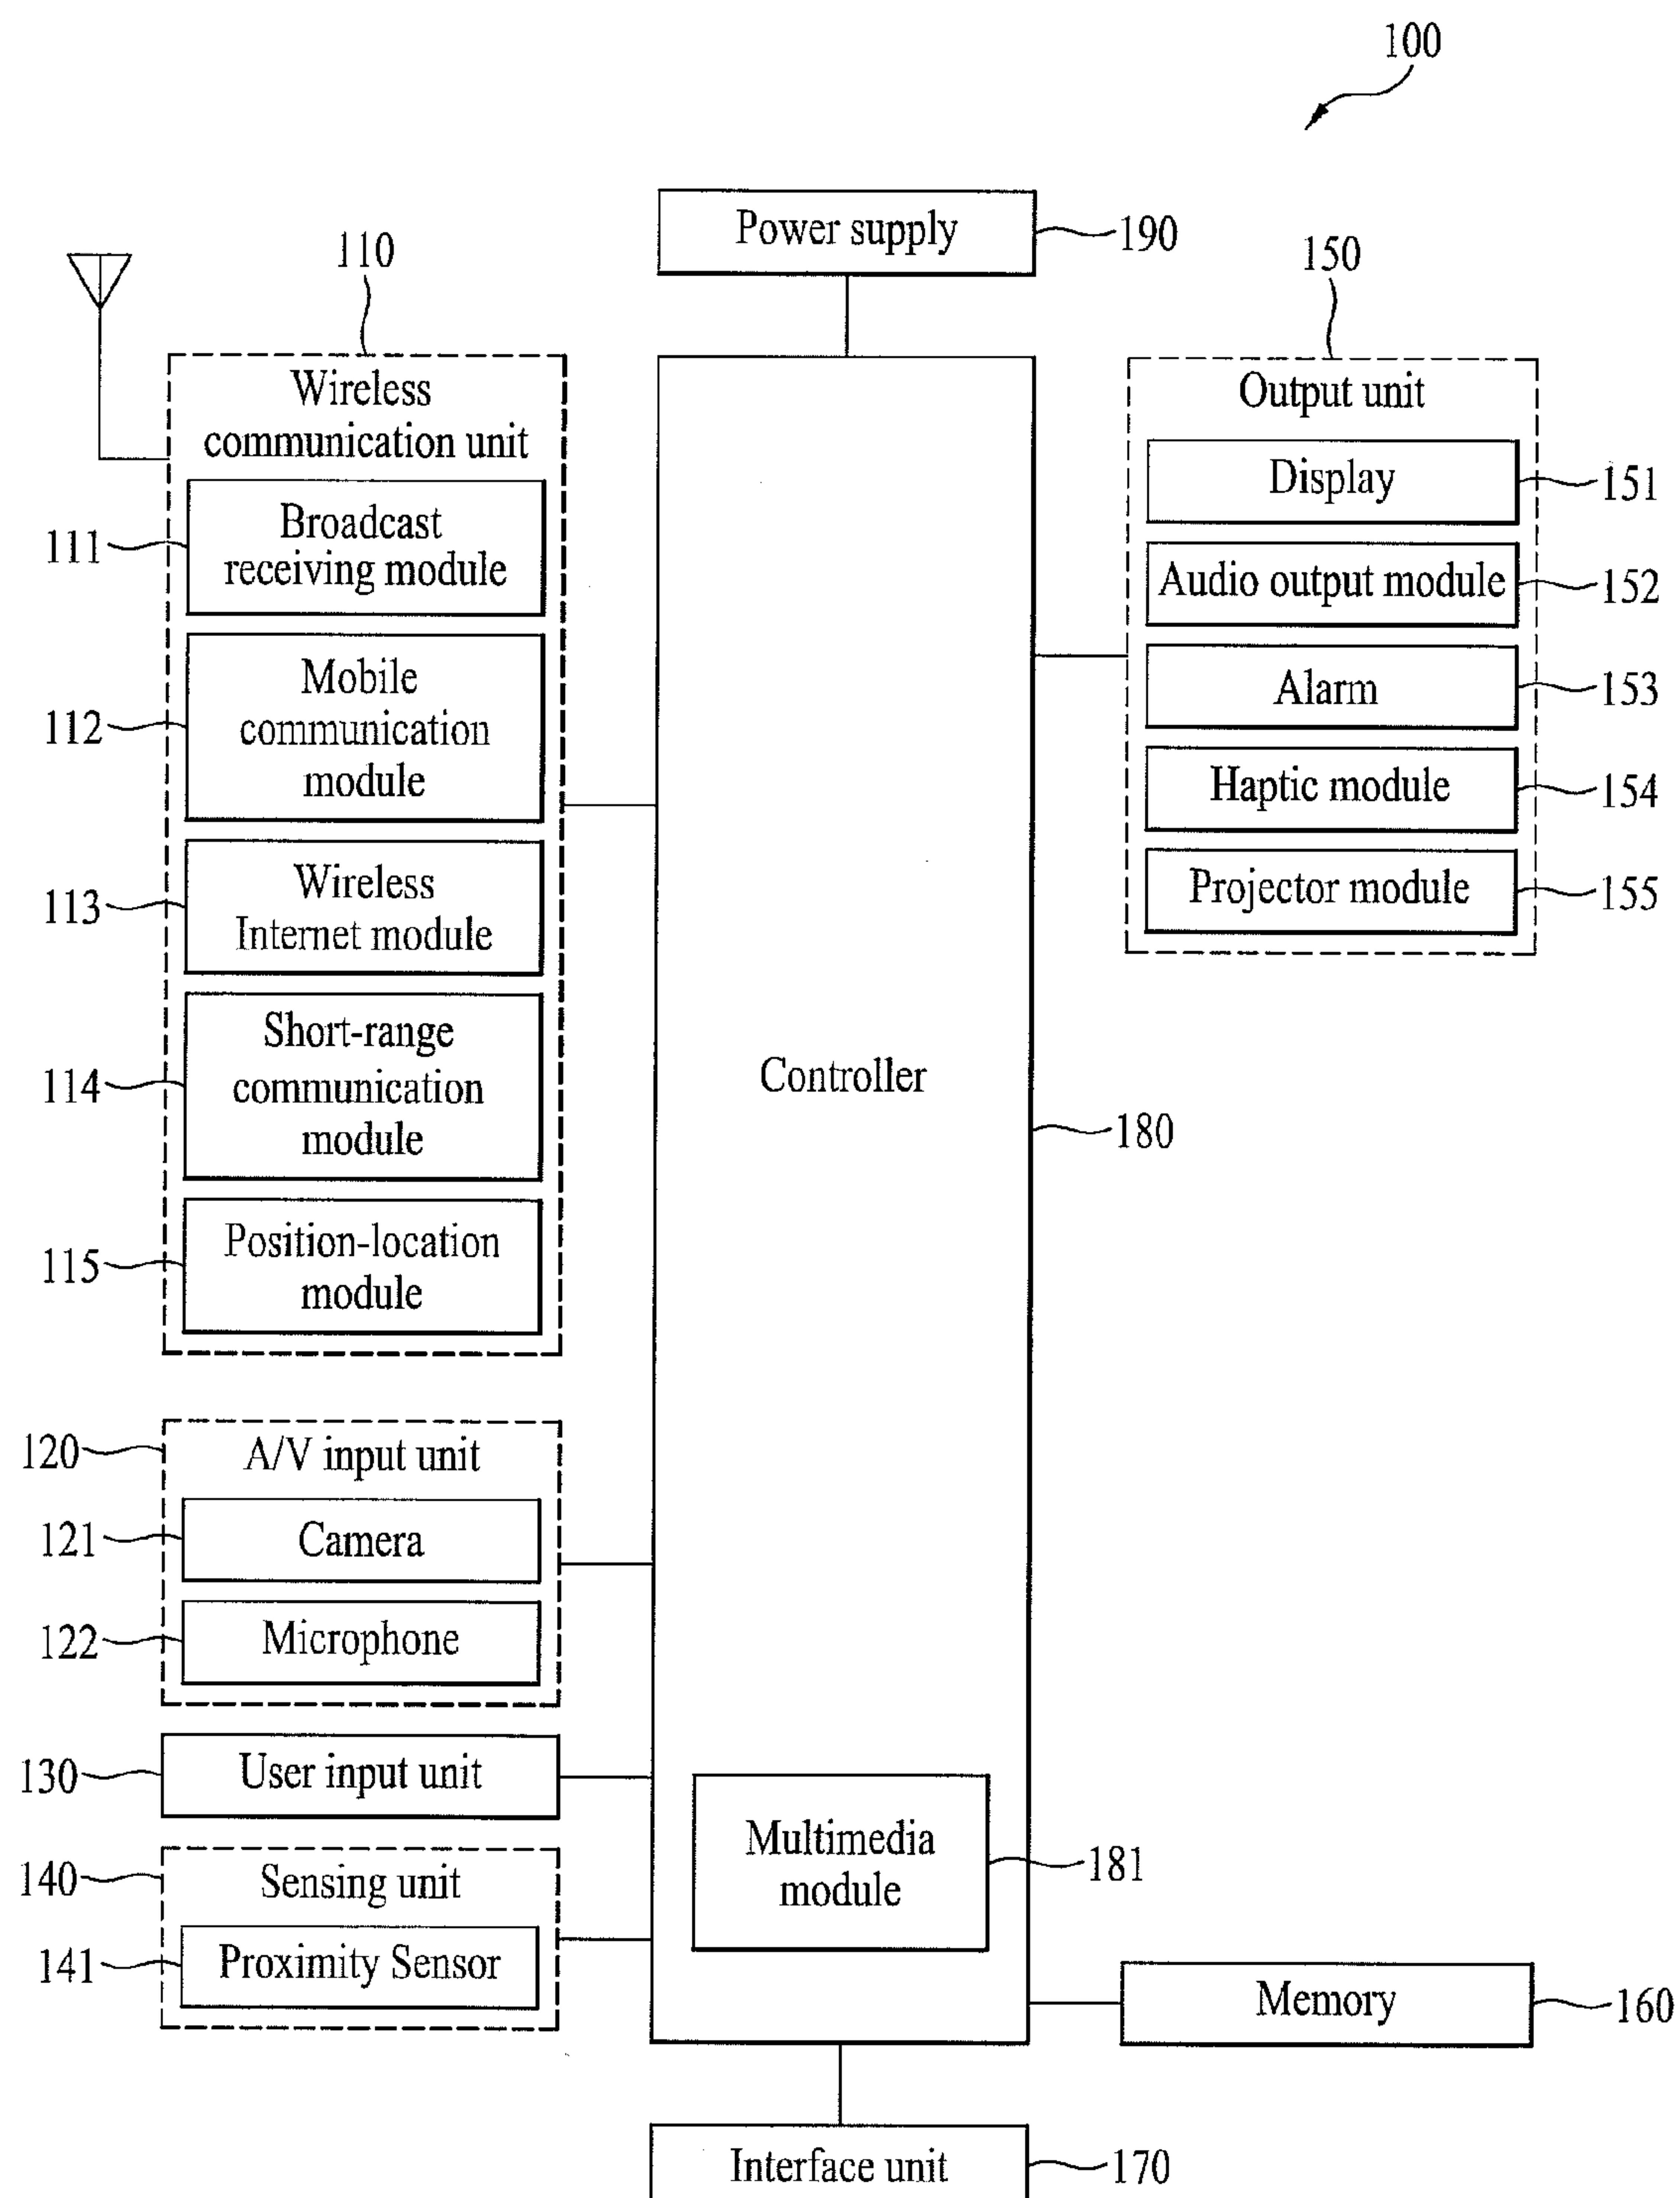 100
Power supply
190
110
150
Wireless
communication unit
Broadcast
receiving module
111
Mobile
communication
module
112
Wireless
Internet module
113
Short-range
communication
module
114
Position-location
module
115
Output unit
Display
151
Audio output module
152
Alarm
153
Haptic module
154
Projector module
155
Controller
180
120
A/V input unit
121
Camera
122
Microphone
130
User input unit
140
Sensing unit
141
Proximity Sensor
Multimedia
module
181
Memory
160
Interface unit
170